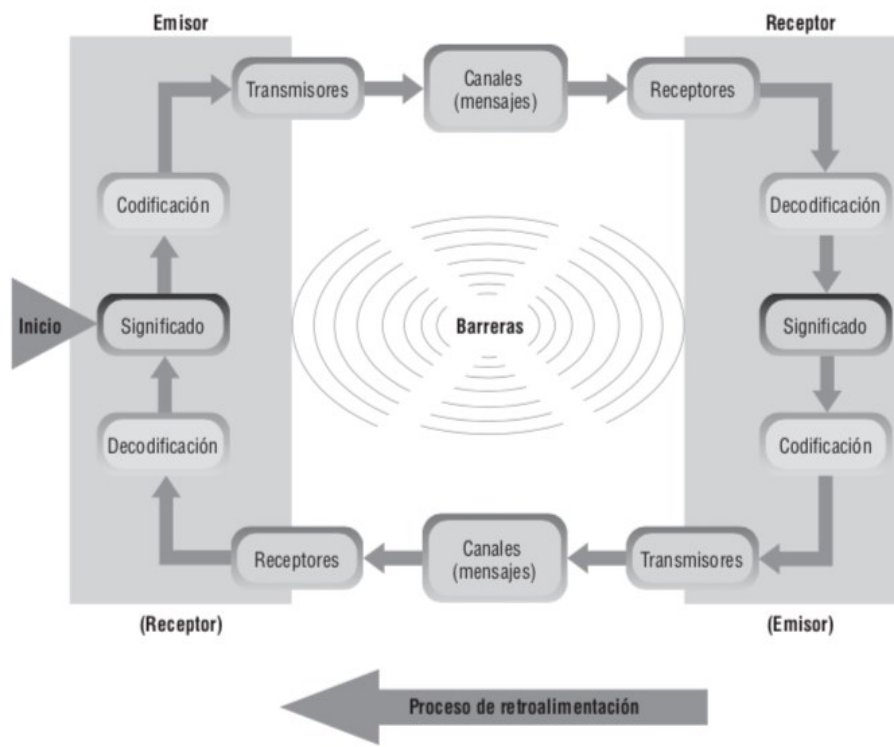 Emisor
Receptor
Transmisores
Canales
(mensajes)
Receptores
Codificación
Decodificación
Inicio
Significado
Barreras
Significado
Decodificación
Codificación
Receptores
Canales
(mensajes)
Transmisores
(Receptor)
(Emisor)
Proceso de retroalimentación